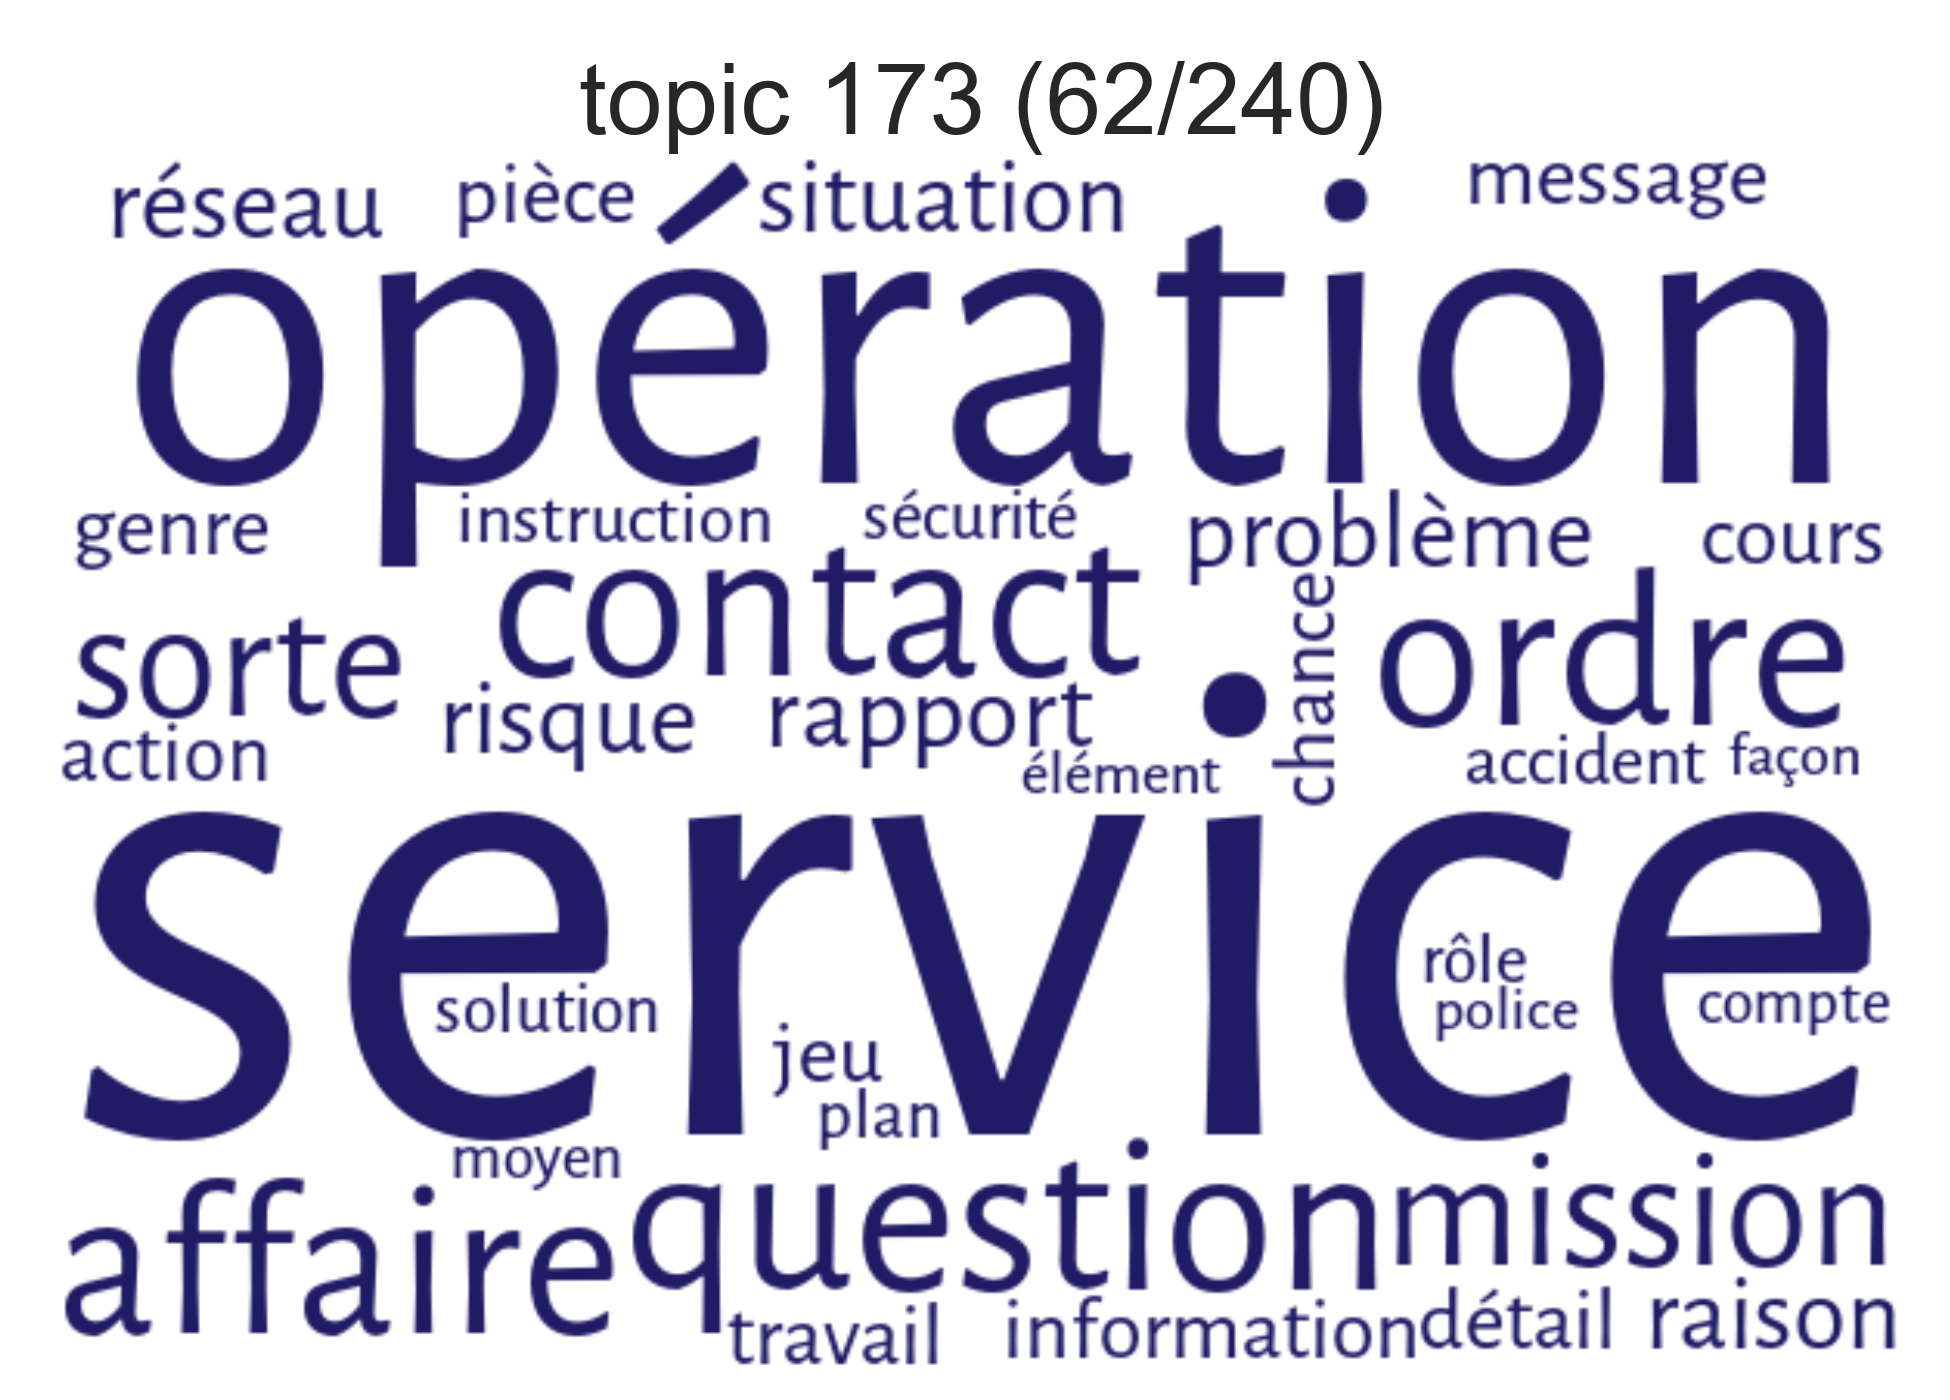 topic 173 (62/240)
réseau pièce situation message
opération
genre instruction sécurité problème cours
sorte contact chance ordre
action risque rapport élément accident façon
service
solution rôle
police compte
jeu
plan
moyen
affaire question mission
travail information détail raison